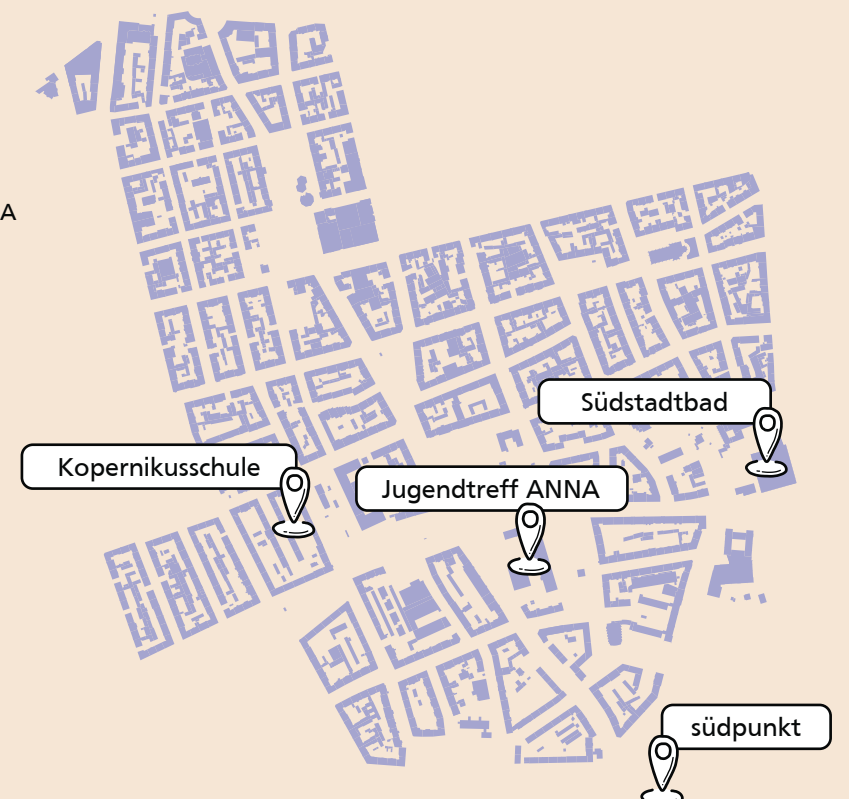 A
Südstadtbad
Kopernikusschule
Jugendtreff ANNA
südpunkt